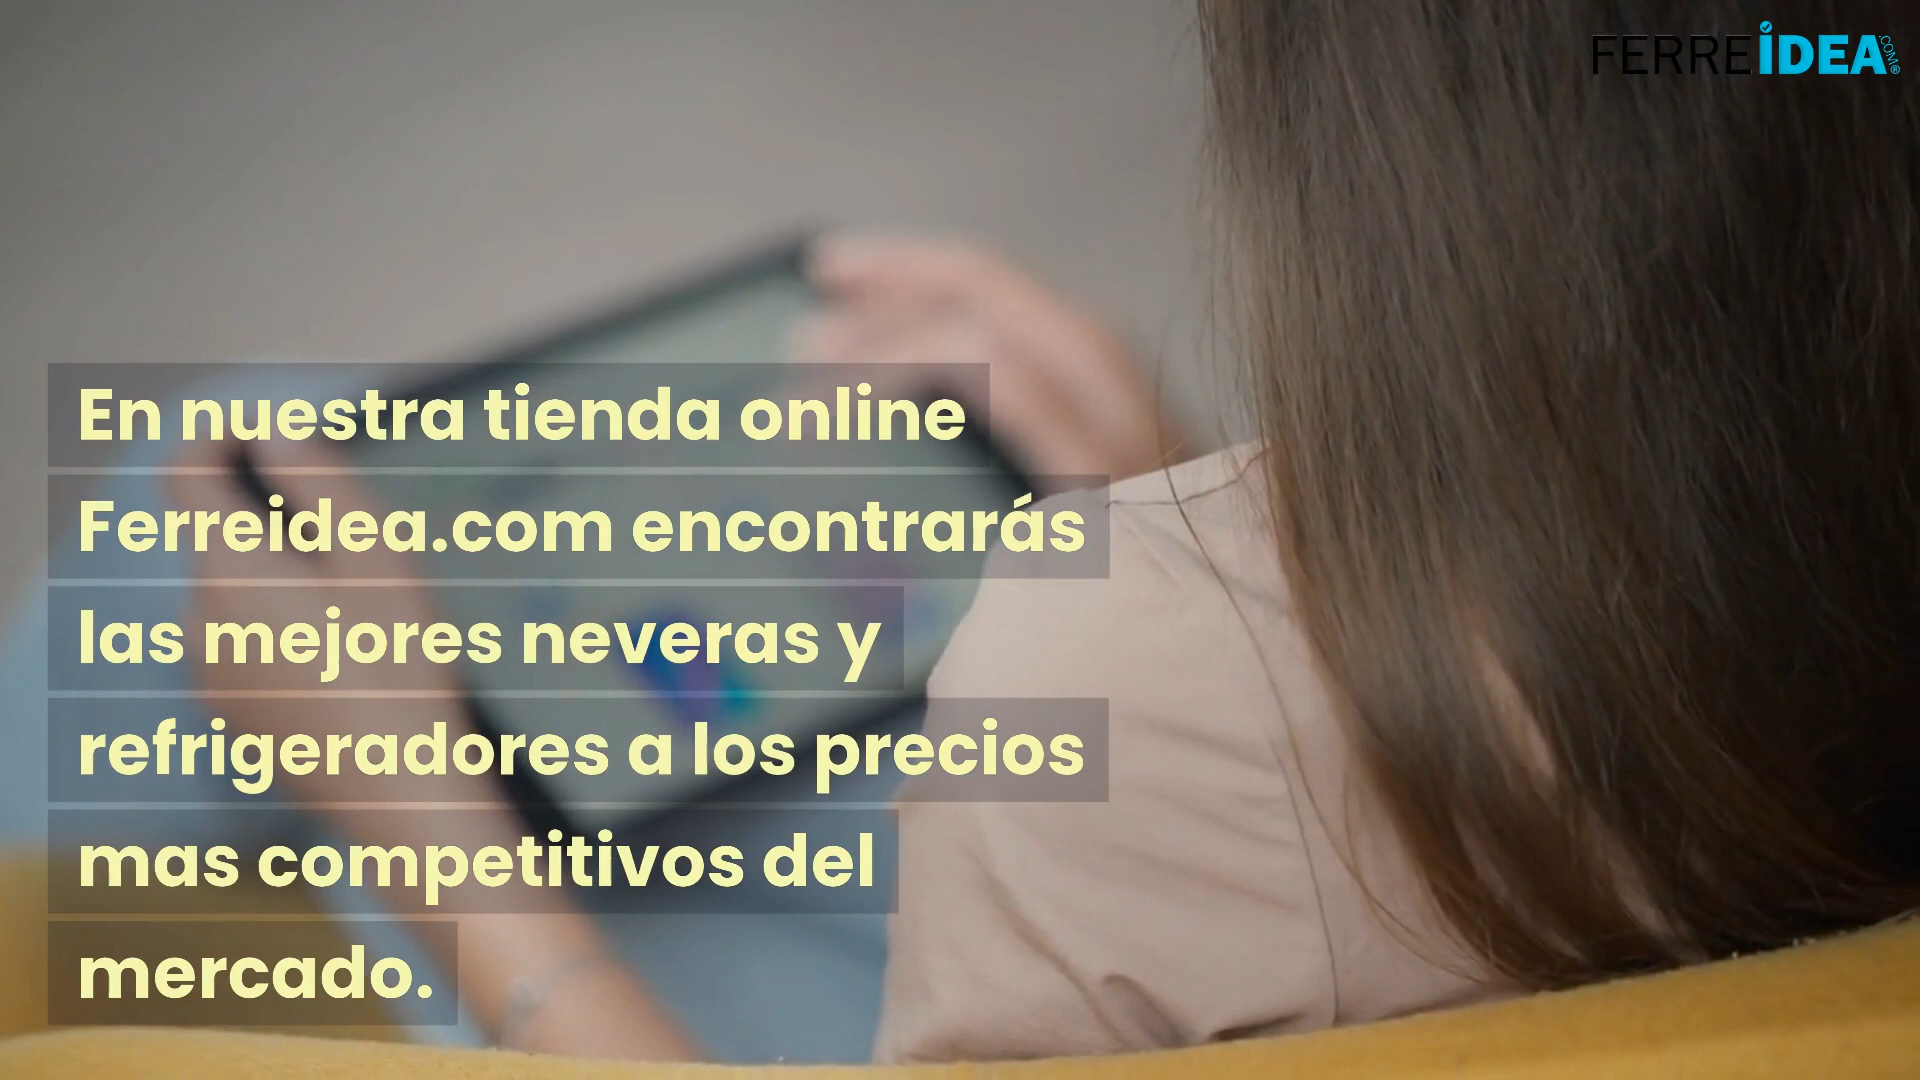 FERREIDEA.COM®
En nuestra tienda online
Ferreidea.com encontrarás
las mejores neveras y
refrigeradores a los precios
mas competitivos del
mercado.